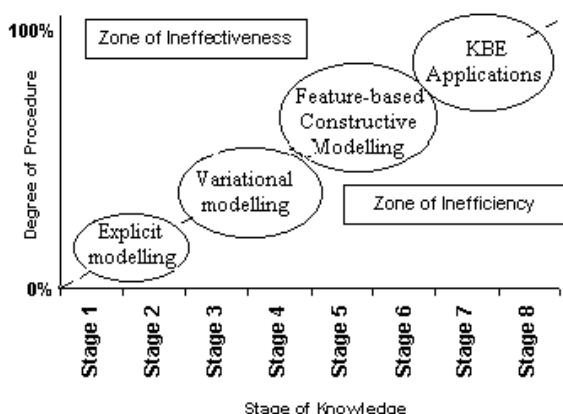 100%
Zone of Ineffectiveness
KBE
Applications
Feature-based
Constructive
Modelling
Degree of Procedure
Variational
modelling
Zone of Inefficiency
Explicit
modelling
0%
Stage 1
Stage 2
Stage 3
Stage 4
Stage 5
Stage 6
Stage 7
Stage 8
Stage of Knowledge